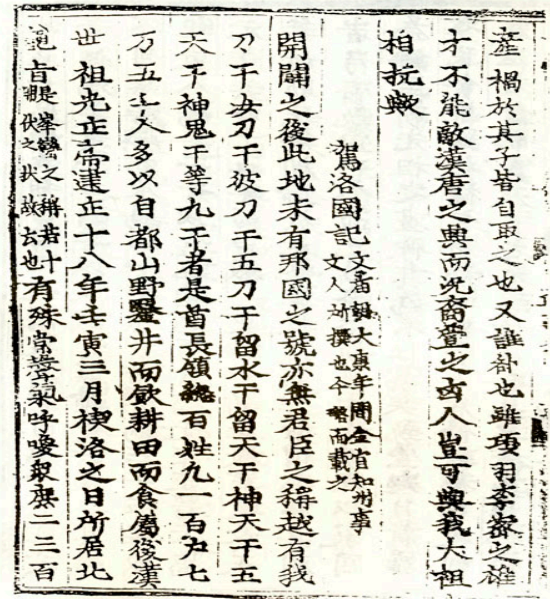 産禍於其子皆自取之也又誰咎也雖項羽李密之雄
才不能敵漢唐之興而況裔萱之凶人豈可與我大祖
相抗歟
駕洛國記文廟朝大康年間金官知州事
文人所撰也今略而載之
開闢之後此地未有邦國之號亦無君臣之稱越有我
刀干汝刀干彼刀干五刀干留水干留天干神天干五
天干神鬼干等九干者是酋長領緫百姓九一百戶七
万五千人多以自都山野鑿井而飮耕田而食屬後漢
世祖光正帝建正十八年壬寅三月禊洛之日所居北
龜旨是峯巒之稱若十
朋伏之狀故云也有殊常聲氣呼喚衆庶二三百